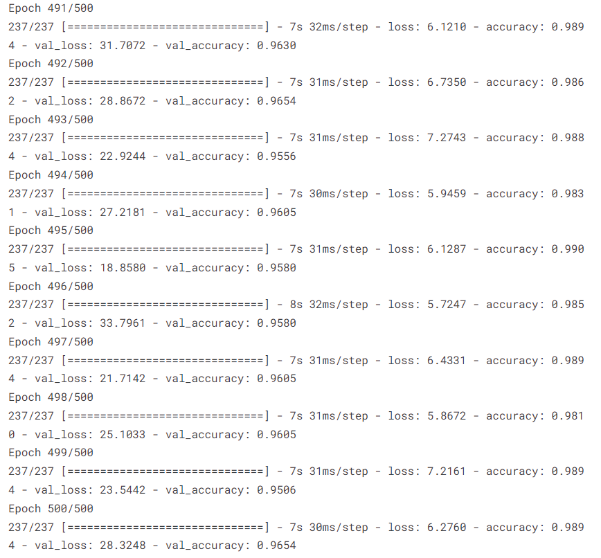 Epoch 491/500
237/237 [==============================] - 7s 32ms/step - loss: 6.1210 - accuracy: 0.989
4 - val_loss: 31.7072 - val_accuracy: 0.9630
Epoch 492/500
237/237 [==============================] - 7s 31ms/step - loss: 6.7350 - accuracy: 0.986
2 - val_loss: 28.8672 - val_accuracy: 0.9654
Epoch 493/500
237/237 [==============================] - 7s 31ms/step - loss: 7.2743 - accuracy: 0.988
4 - val_loss: 22.9244 - val_accuracy: 0.9556
Epoch 494/500
237/237 [==============================] - 7s 30ms/step - loss: 5.9459 - accuracy: 0.983
1 - val_loss: 27.2181 - val_accuracy: 0.9605
Epoch 495/500
237/237 [==============================] - 7s 31ms/step - loss: 6.1287 - accuracy: 0.990
5 - val_loss: 18.8580 - val_accuracy: 0.9580
Epoch 496/500
237/237 [==============================] - 8s 32ms/step - loss: 5.7247 - accuracy: 0.985
2 - val_loss: 33.7961 - val_accuracy: 0.9580
Epoch 497/500
237/237 [==============================] - 7s 31ms/step - loss: 6.4331 - accuracy: 0.989
4 - val_loss: 21.7142 - val_accuracy: 0.9605
Epoch 498/500
237/237 [==============================] - 7s 31ms/step - loss: 5.8672 - accuracy: 0.981
0 - val_loss: 25.1033 - val_accuracy: 0.9605
Epoch 499/500
237/237 [==============================] - 7s 31ms/step - loss: 7.2161 - accuracy: 0.989
4 - val_loss: 23.5442 - val_accuracy: 0.9506
Epoch 500/500
237/237 [==============================] - 7s 30ms/step - loss: 6.2760 - accuracy: 0.989
4 - val_loss: 28.3248 - val_accuracy: 0.9654